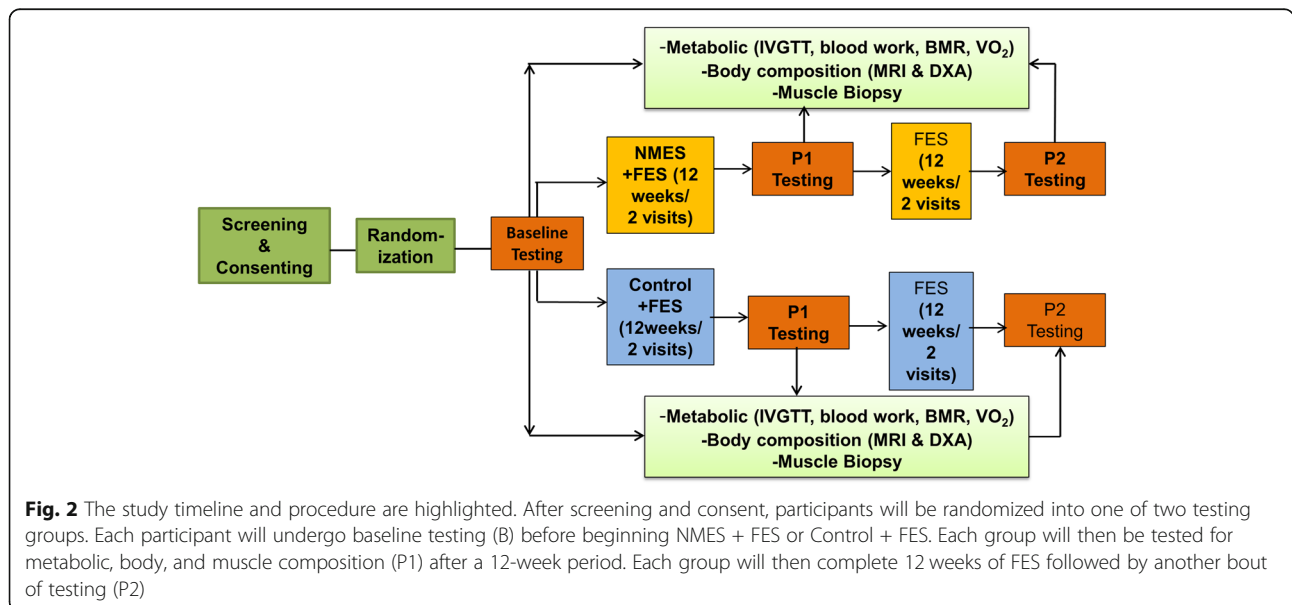 -Metabolic (IVGTT, blood work, BMR, VO₂)
-Body composition (MRI & DXA)
-Muscle Biopsy
NMES
+FES (12
weeks/
2 visits)
P1
Testing
FES
(12
weeks/
2 visits
P2
Testing
Screening
&
Consenting
Random-
ization
Baseline
Testing
Control
+FES
(12weeks/
2 visits)
P1
Testing
FES
(12
weeks/
2
visits)
P2
Testing
-Metabolic (IVGTT, blood work, BMR, VO₂)
-Body composition (MRI & DXA)
-Muscle Biopsy
Fig. 2 The study timeline and procedure are highlighted. After screening and consent, participants will be randomized into one of two testing
groups. Each participant will undergo baseline testing (B) before beginning NMES + FES or Control + FES. Each group will then be tested for
metabolic, body, and muscle composition (P1) after a 12-week period. Each group will then complete 12 weeks of FES followed by another bout
of testing (P2)